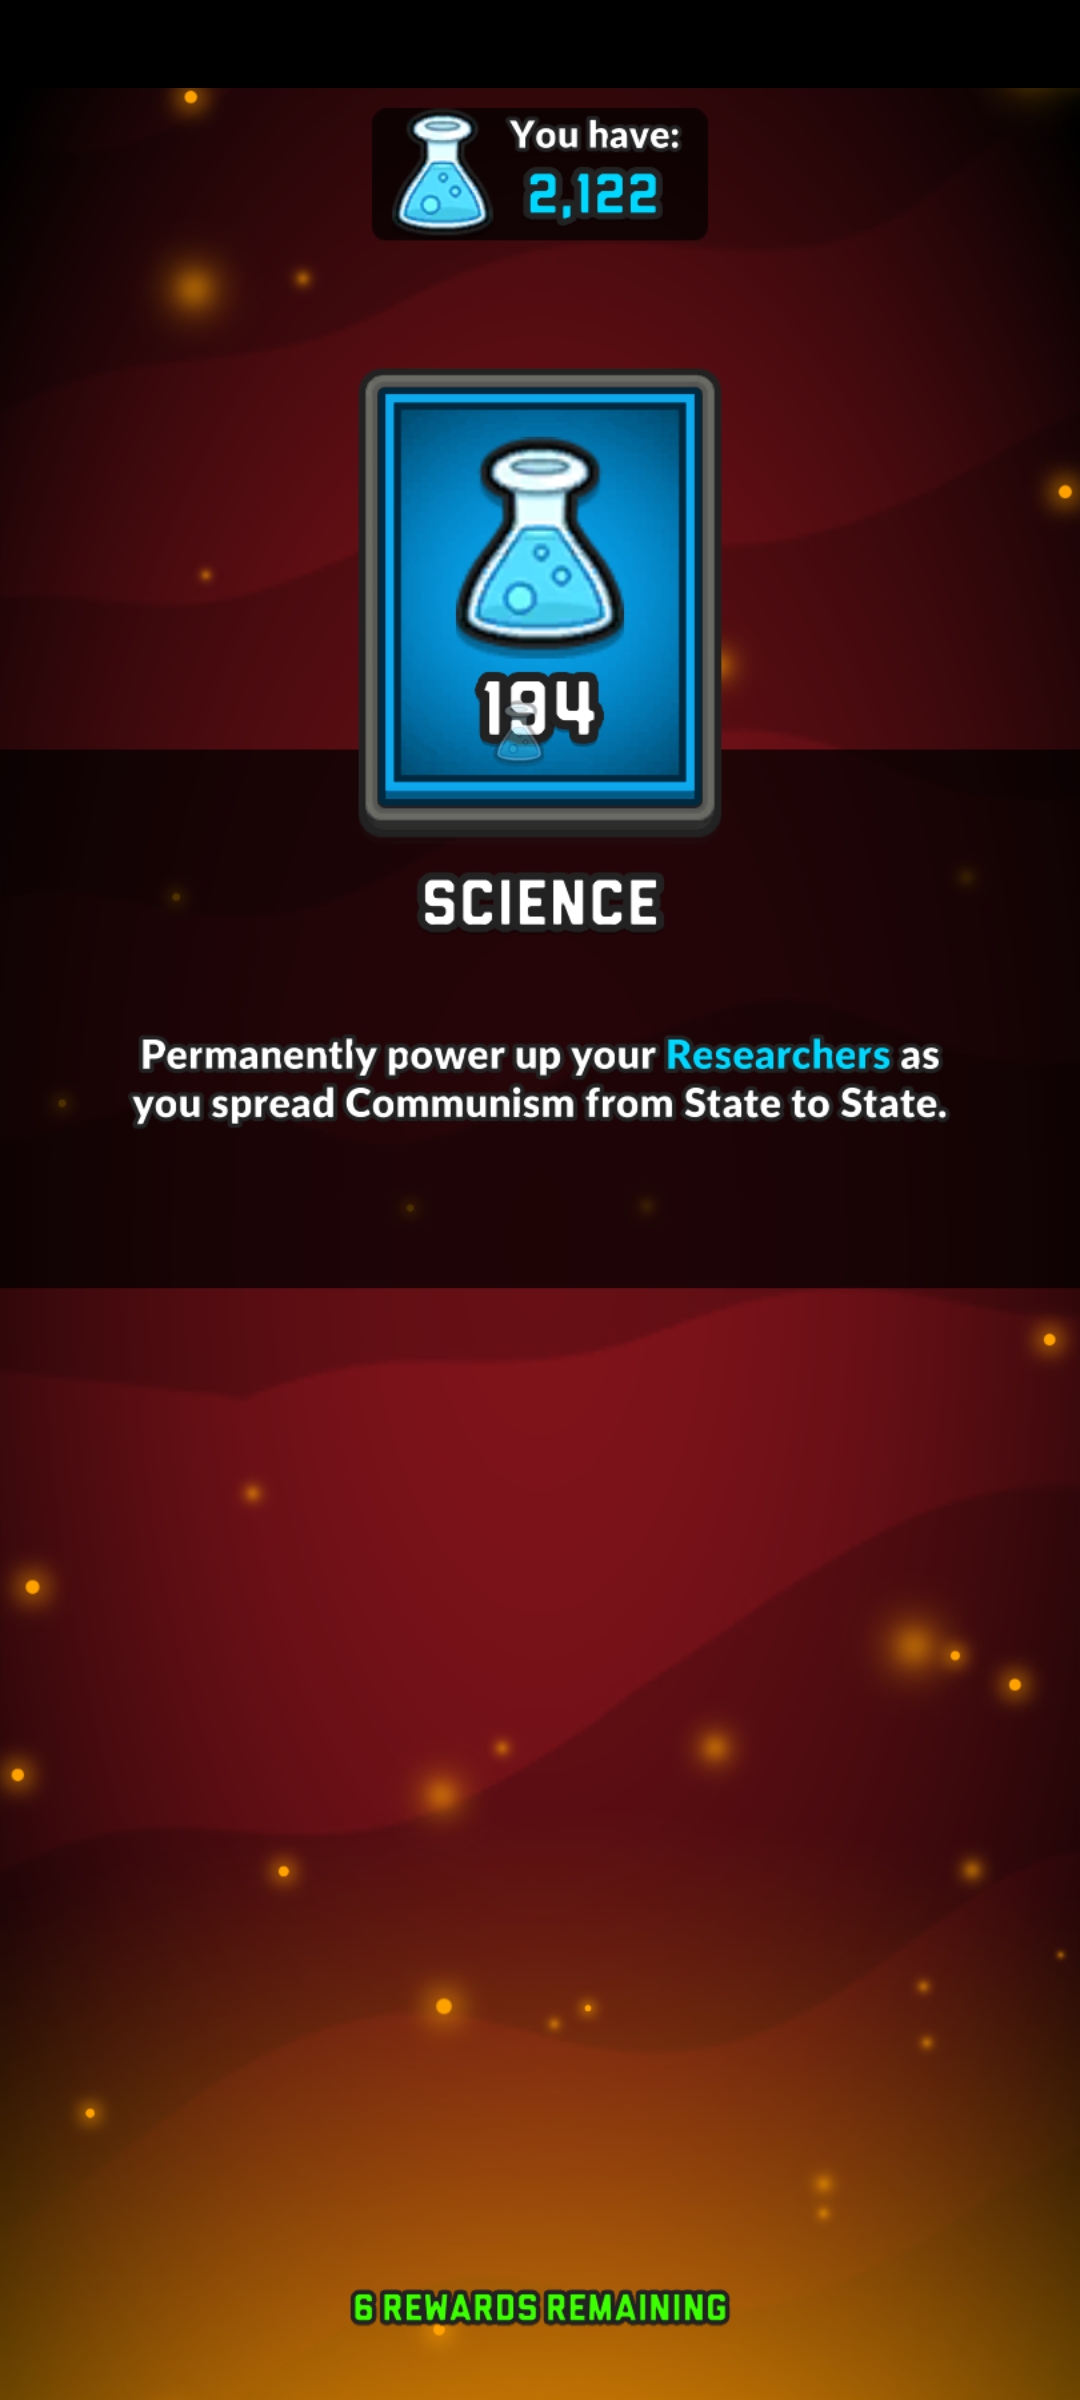 You have:
2,122
194
SCIENCE
Permanently power up your Researchers as
you spread Communism from State to State.
6 REWARDS REMAINING